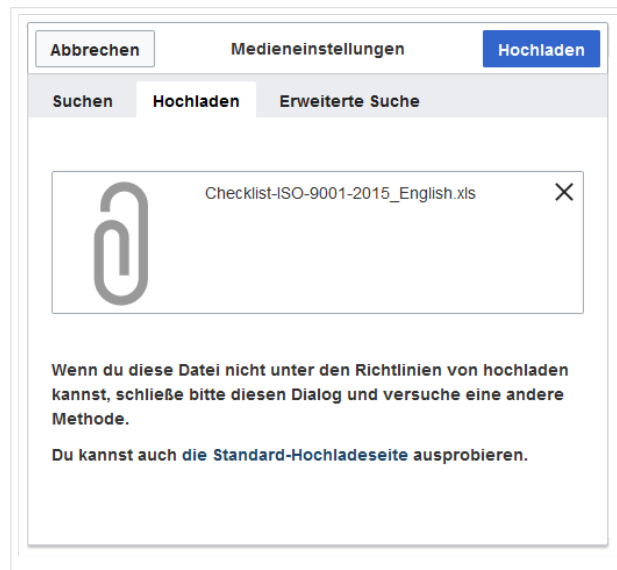 Abbrechen Medieneinstellungen Hochladen
Suchen Hochladen Erweiterte Suche
Checklist-ISO-9001-2015_English.xls
Wenn du diese Datei nicht unter den Richtlinien von hochladen
kannst, schließe bitte diesen Dialog und versuche eine andere
Methode.
Du kannst auch die Standard-Hochladeseite ausprobieren.